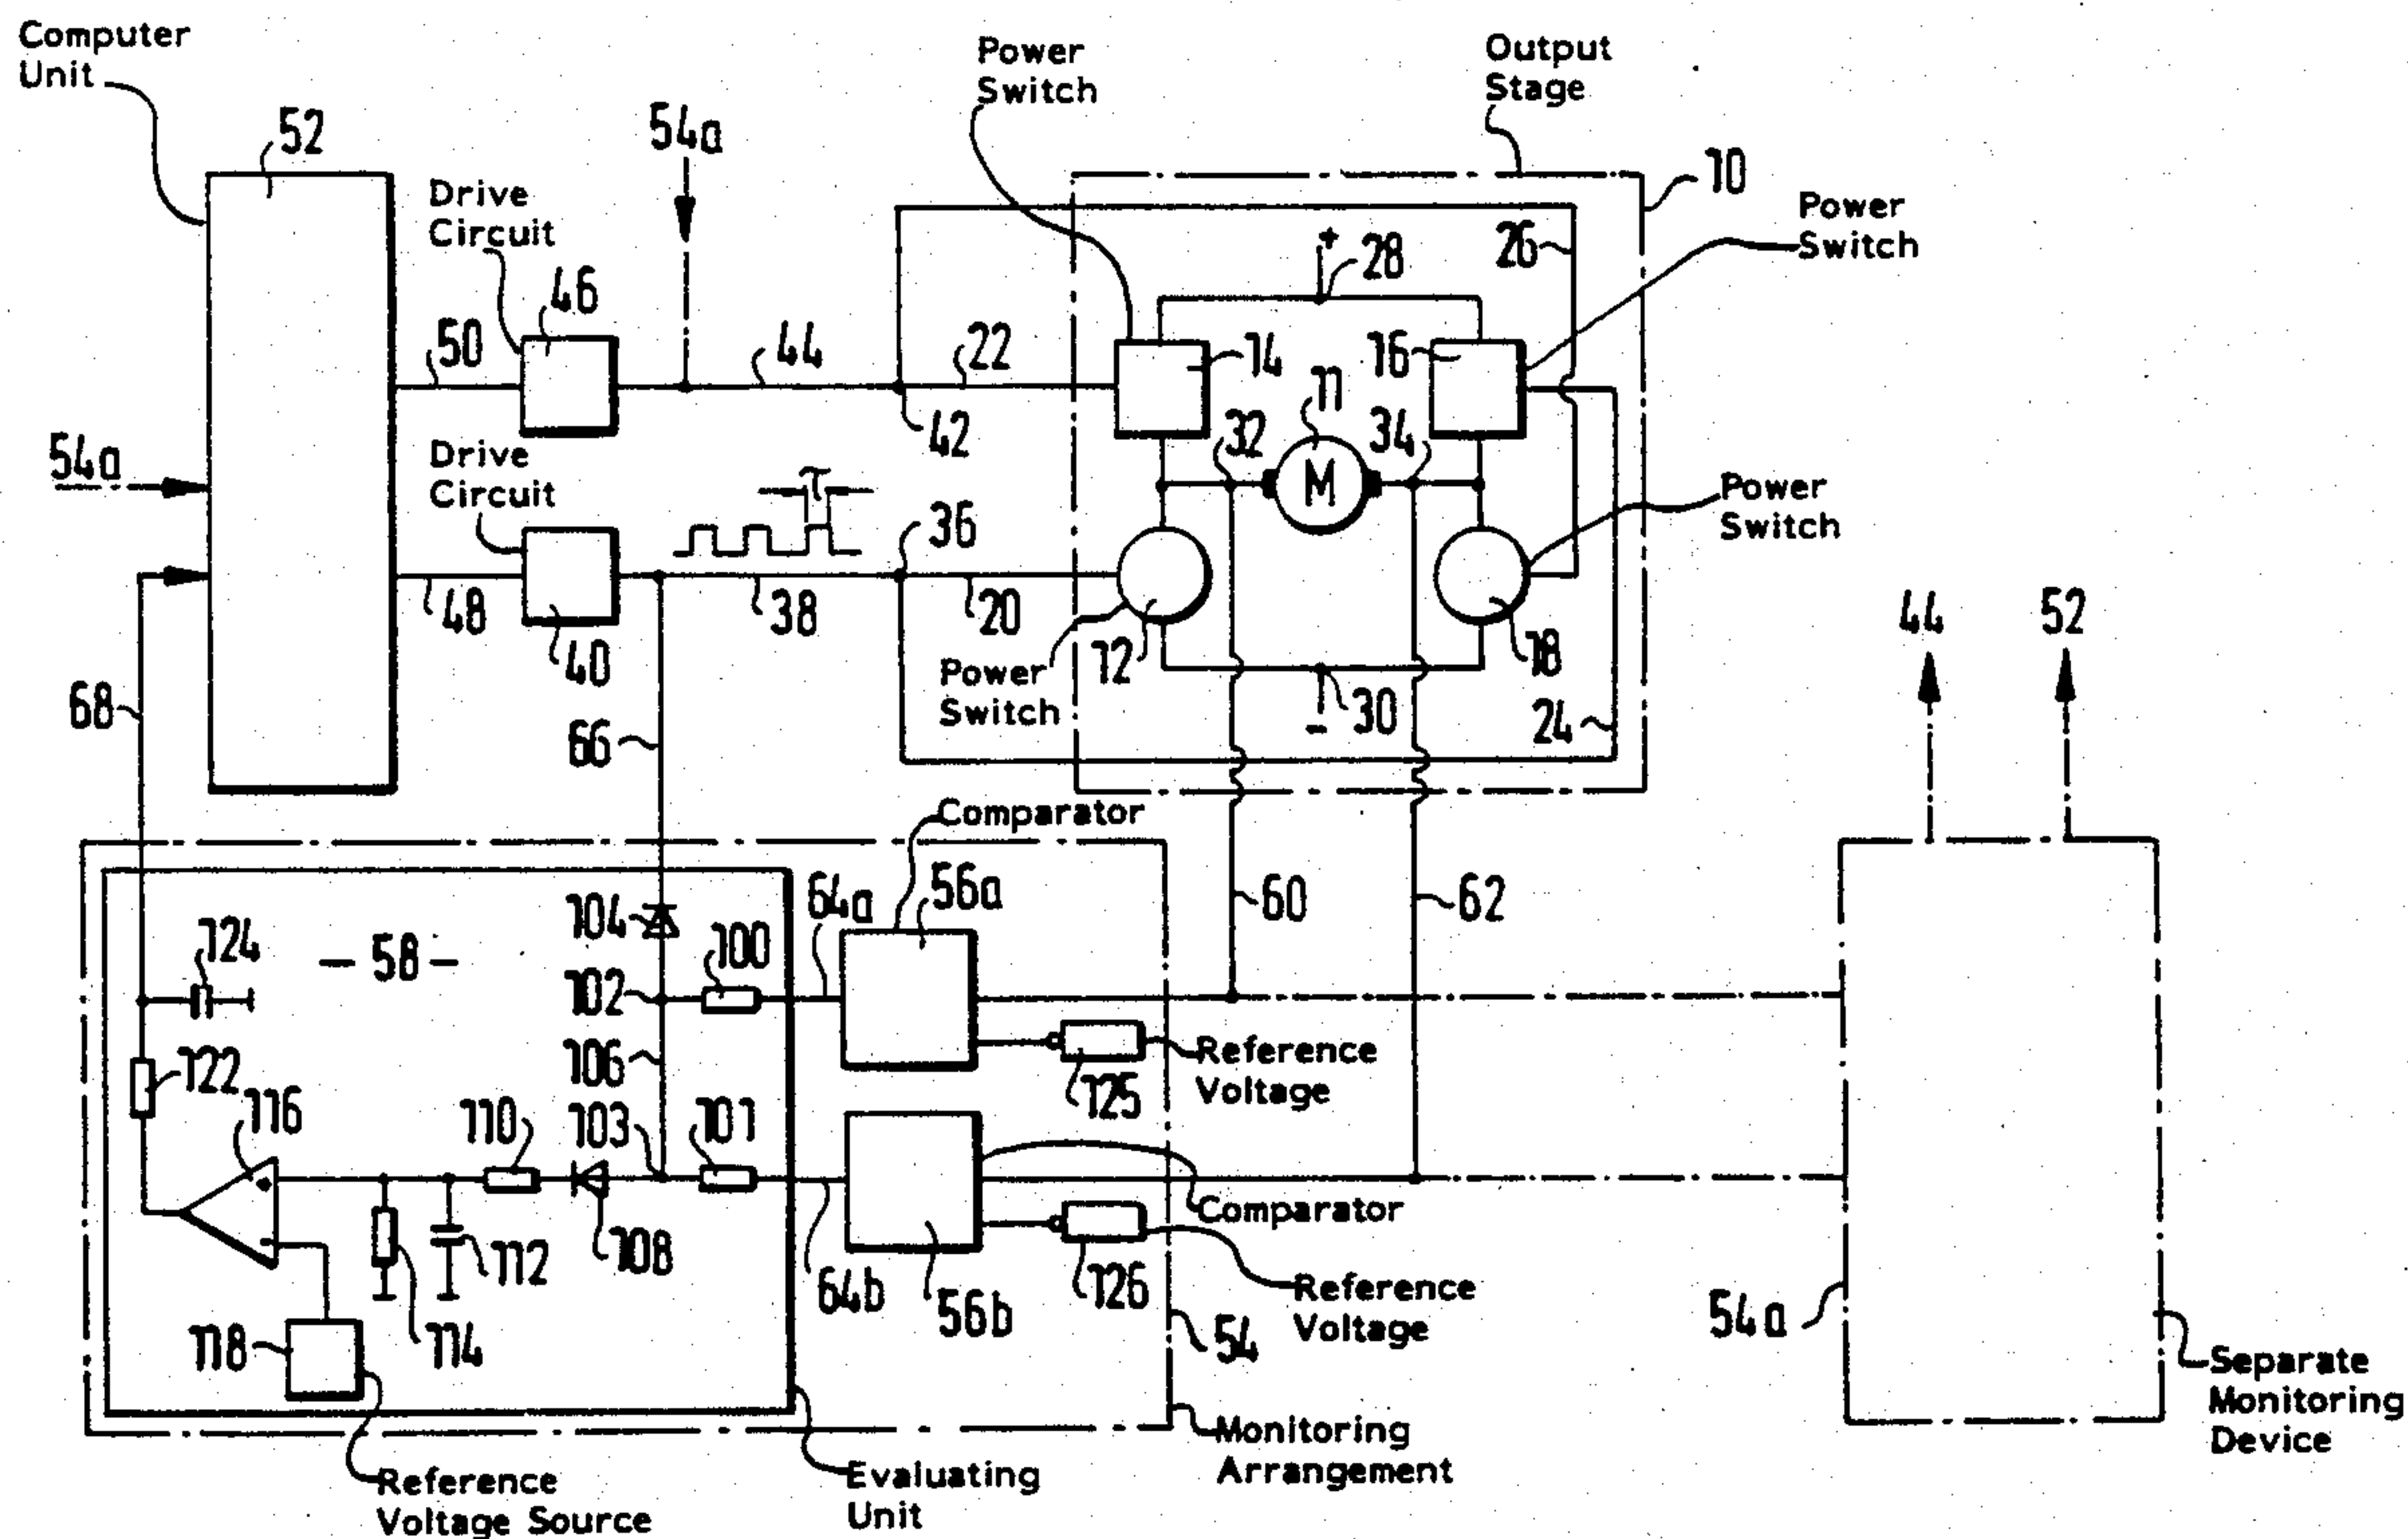 Computer
Unit
52
54a
Power
Switch
Output
Stage
10
Drive
Circuit
46
50
44
22
42
26
Power
Switch
+
28
14
16
11
32
34
M
54a
Drive
Circuit
τ
36
Power
Switch
48
40
38
20
12
18
Power
Switch
30
-
24
44
52
68
66
Comparator
64a
56a
60
62
104
100
124
- 58 -
102
106
Reference
Voltage
125
122
116
110
103
101
Comparator
108
112
64b
56b
126
Reference
Voltage
54
54a
118
114
Separate
Monitoring
Device
Monitoring
Arrangement
Reference
Voltage Source
Evaluating
Unit